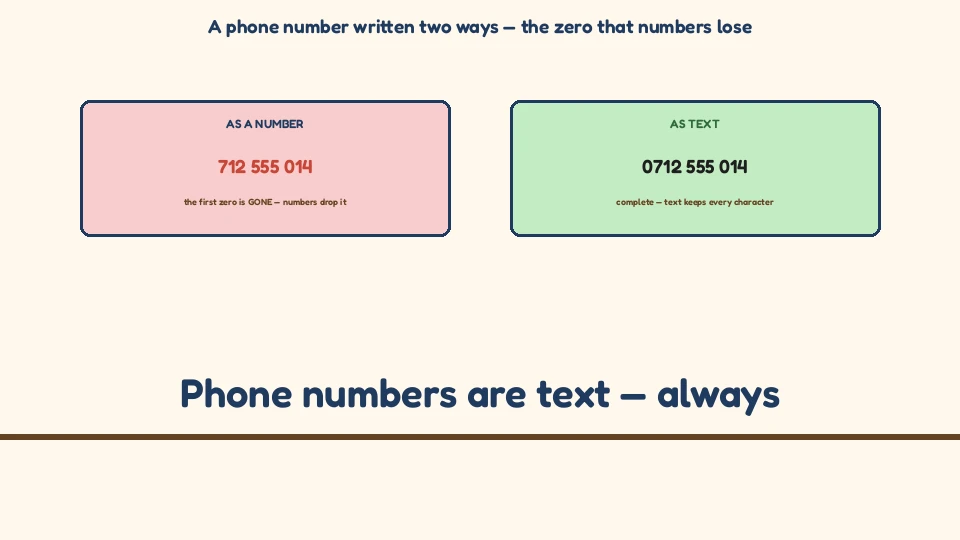 A phone number written two ways — the zero that numbers lose
AS A NUMBER
712 555 014
the first zero is GONE — numbers drop it
AS TEXT
0712 555 014
complete — text keeps every character
Phone numbers are text — always